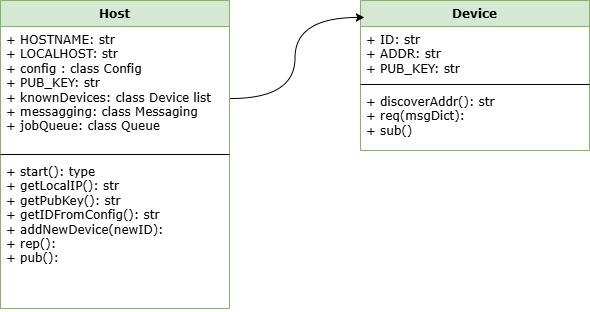 Host
+ HOSTNAME: str
+ LOCALHOST: str
+ config : class Config
+ PUB_KEY: str
+ knownDevices: class Device list
+ messagging: class Messaging
+ jobQueue: class Queue
+ start(): type
+ getLocalIP(): str
+ getPubKey(): str
+ getIDFromConfig(): str
+ addNewDevice(newID):
+ rep():
+ pub():
Device
+ ID: str
+ ADDR: str
+ PUB_KEY: str
+ discoverAddr(): str
+ req(msgDict):
+ sub()